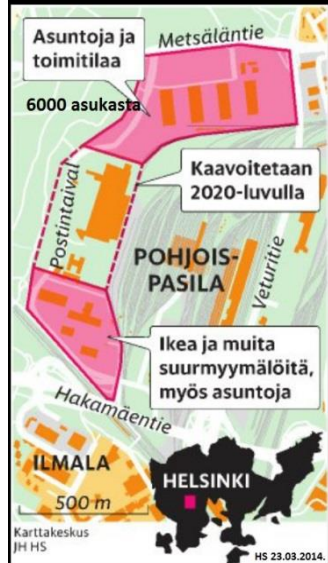 Asuntoja ja
toimitilaa
Metsäläntie
6000 asukasta
Kaavoitetaan
2020-luvulla
Postintaival
POHJOIS-
PASILA
Veturitie
Ikea ja muita
suurmyymälöitä,
myös asuntoja
Hakamäentie
ILMALA
500 m
HELSINKI
Karttakeskus
JH HS
HS 23.03.2014.